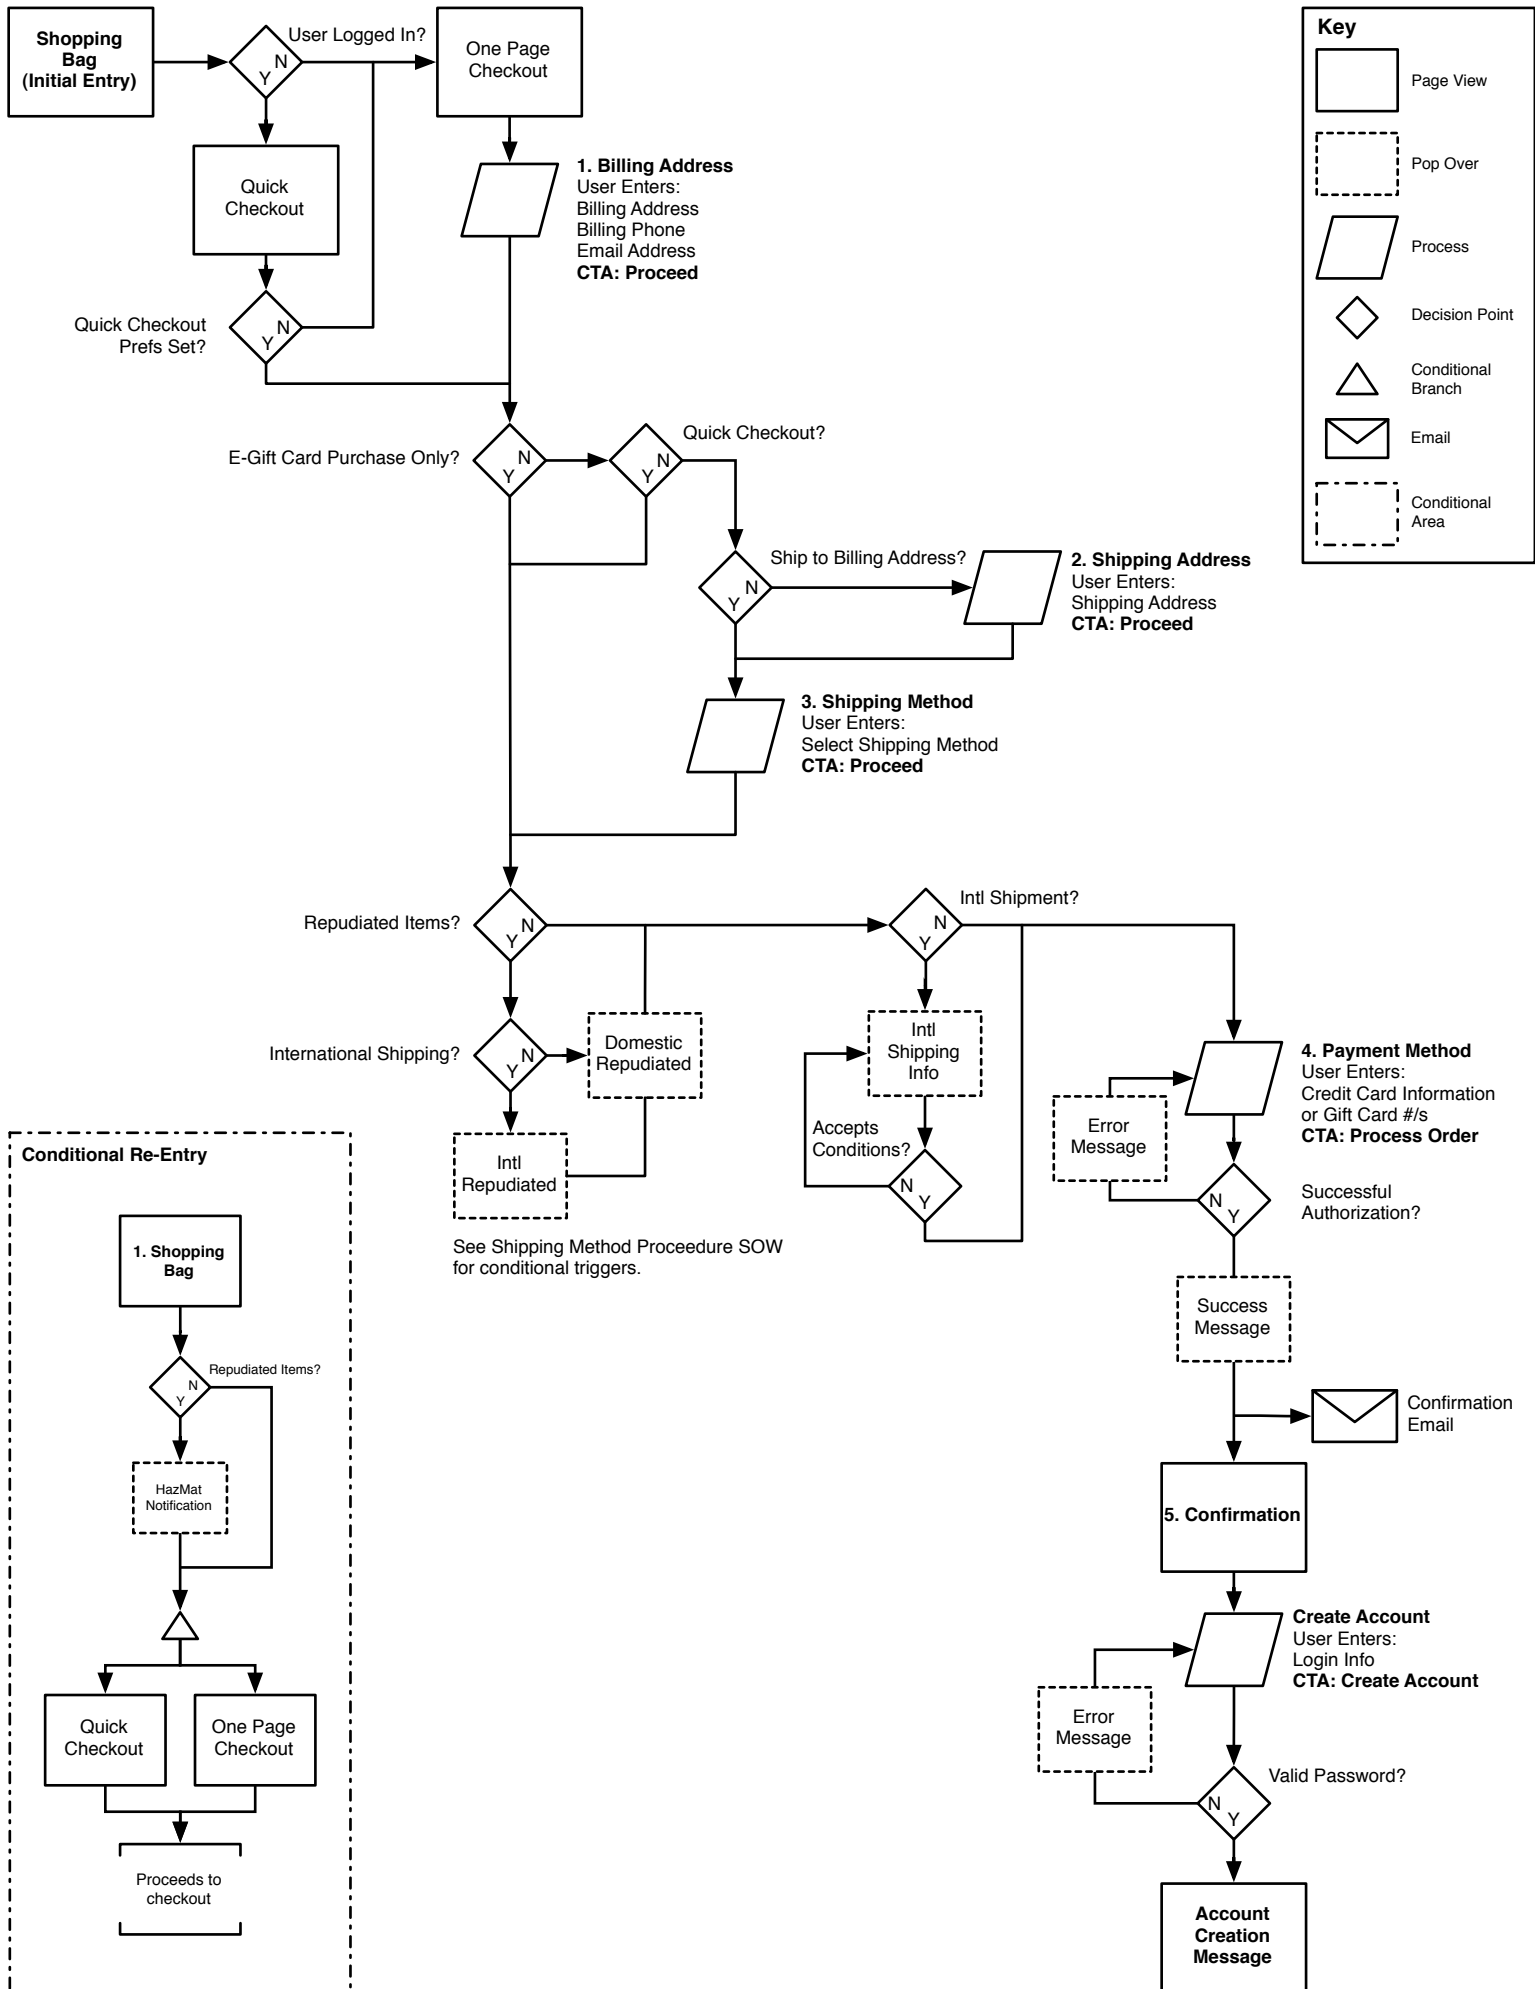 Shopping
Bag
(Initial Entry)
User Logged In?
N
Y
One Page
Checkout
Key
Page View
Pop Over
Process
Decision Point
Conditional
Branch
Email
Conditional
Area
Quick
Checkout
1. Billing Address
User Enters:
Billing Address
Billing Phone
Email Address
CTA: Proceed
Quick Checkout
Prefs Set?
N
Y
E-Gift Card Purchase Only?
N
Y
Quick Checkout?
N
Y
Ship to Billing Address?
N
Y
2. Shipping Address
User Enters:
Shipping Address
CTA: Proceed
3. Shipping Method
User Enters:
Select Shipping Method
CTA: Proceed
Repudiated Items?
N
Y
Intl Shipment?
N
Y
International Shipping?
N
Y
Domestic
Repudiated
Intl
Repudiated
See Shipping Method Proceedure SOW
for conditional triggers.
Intl
Shipping
Info
Accepts
Conditions?
N
Y
4. Payment Method
User Enters:
Credit Card Information
or Gift Card #/s
CTA: Process Order
Error
Message
N
Y
Successful
Authorization?
Success
Message
Confirmation
Email
5. Confirmation
Create Account
User Enters:
Login Info
CTA: Create Account
Error
Message
Valid Password?
N
Y
Account
Creation
Message
Conditional Re-Entry
1. Shopping
Bag
Repudiated Items?
N
Y
HazMat
Notification
Quick
Checkout
One Page
Checkout
Proceeds to
checkout